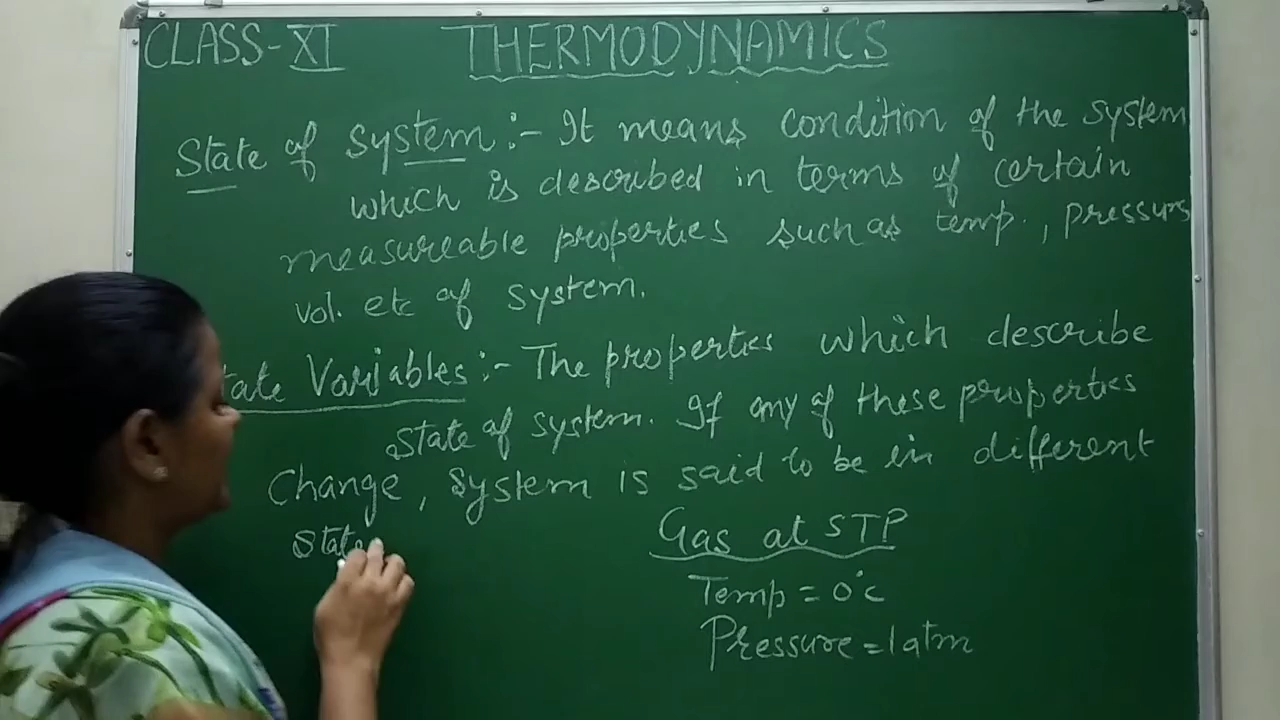 CLASS-XI THERMODYNAMICS
State of system :- It means condition of the system
which is described in terms of certain
measureable properties such as temp., pressure
vol. etc of system.
tate Variables :- The properties which describe
state of system. If any of these properties
Change, System is said to be in different
state
Gas at STP
Temp = 0°c
Pressure = 1atm